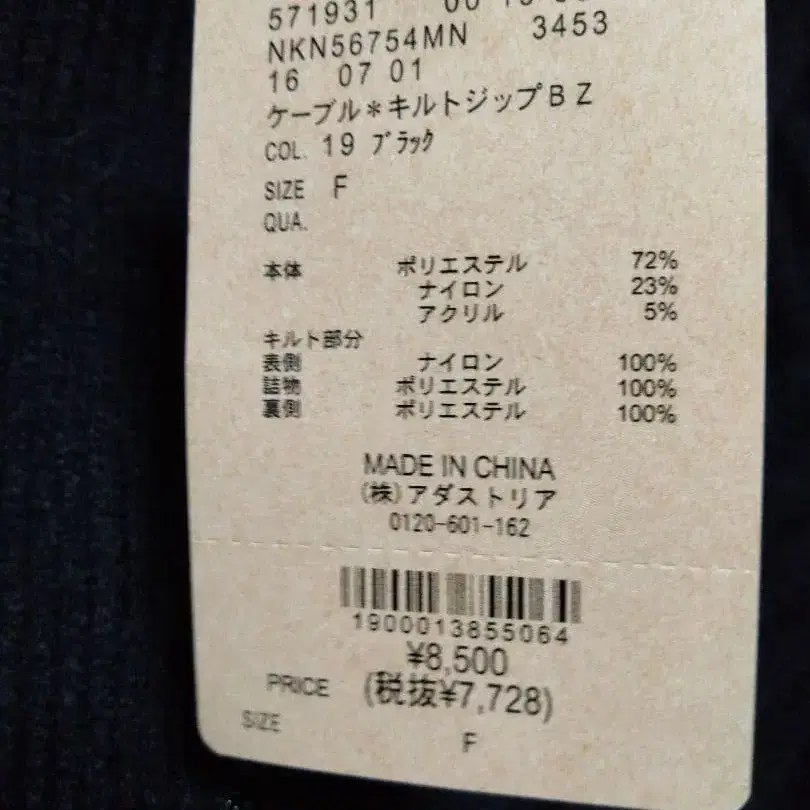 571931
NKN56754MN 3453
16 07 01
ケーブル＊キルトジップＢＺ
COL. 19 ﾌﾞﾗｯｸ
SIZE F
QUA.
本体 ポリエステル 72%
ナイロン 23%
アクリル 5%
キルト部分
表側 ナイロン 100%
詰物 ポリエステル 100%
裏側 ポリエステル 100%
MADE IN CHINA
(株)アダストリア
0120-601-162
1900013855064
¥8,500
PRICE (税抜¥7,728)
SIZE F